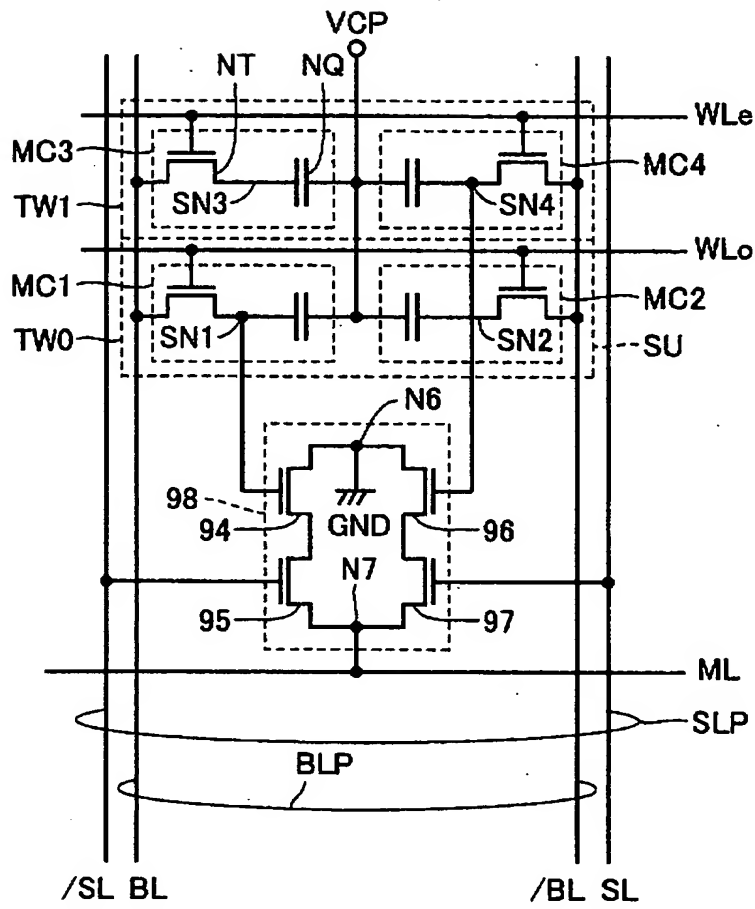 VCP
NT NQ
WLe
MC3 MC4
SN3 SN4
TW1
WLo
MC1 MC2
SN1 SN2
TW0 SU
N6
98
94 GND 96
N7
95 97
ML
SLP
BLP
/SL BL /BL SL